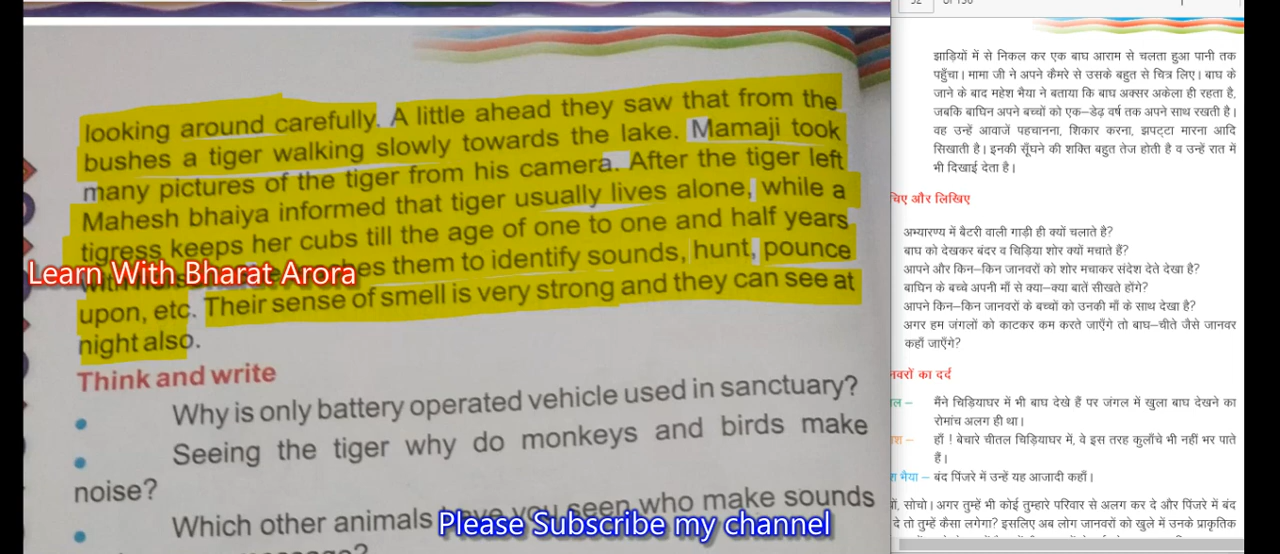 looking around carefully. A little ahead they saw that from the
bushes a tiger walking slowly towards the lake. Mamaji took
many pictures of the tiger from his camera. After the tiger left
Mahesh bhaiya informed that tiger usually lives alone, while a
tigress keeps her cubs till the age of one to one and half years
them to identify sounds, hunt, pounce
Learn With Bharat Arora
upon, etc. Their sense of smell is very strong and they can see at
night also.
Think and write
• Why is only battery operated vehicle used in sanctuary?
• Seeing the tiger why do monkeys and birds make
noise?
• Which other animals have you seen who make sounds
Please Subscribe my channel
झाड़ियों में से निकल कर एक बाघ आराम से चलता हुआ पानी तक
पहुँचा। मामा जी ने अपने कैमरे से उसके बहुत से चित्र लिए। बाघ के
जाने के बाद महेश भैया ने बताया कि बाघ अक्सर अकेला ही रहता है,
जबकि बाघिन अपने बच्चों को एक–डेढ़ वर्ष तक अपने साथ रखती है।
वह उन्हें आवाजें पहचानना, शिकार करना, झपट्टा मारना आदि
सिखाती है। इनकी सूँघने की शक्ति बहुत तेज होती है व उन्हें रात में
भी दिखाई देता है।
और लिखिए
अभ्यारण्य में बैटरी वाली गाड़ी ही क्यों चलाते है?
बाघ को देखकर बंदर व चिड़िया शोर क्यों मचाते हैं?
आपने और किन–किन जानवरों को शोर मचाकर संदेश देते देखा है?
बाघिन के बच्चे अपनी माँ से क्या–क्या बातें सीखते होंगे?
आपने किन–किन जानवरों के बच्चों को उनकी माँ के साथ देखा है?
अगर हम जंगलों को काटकर कम करते जाएँगे तो बाघ–चीते जैसे जानवर
कहाँ जाएँगे?
का दर्द
मैंने चिड़ियाघर में भी बाघ देखे हैं पर जंगल में खुला बाघ देखने का
रोमांच अलग ही था।
हाँ ! बेचारे चीतल चिड़ियाघर में, वे इस तरह कुलाँचे भी नहीं भर पाते
हैं।
भैया – बंद पिंजरे में उन्हें यह आजादी कहाँ।
सोचो। अगर तुम्हें भी कोई तुम्हारे परिवार से अलग कर दे और पिंजरे में बंद
दे तो तुम्हें कैसा लगेगा? इसलिए अब लोग जानवरों को खुले में उनके प्राकृतिक